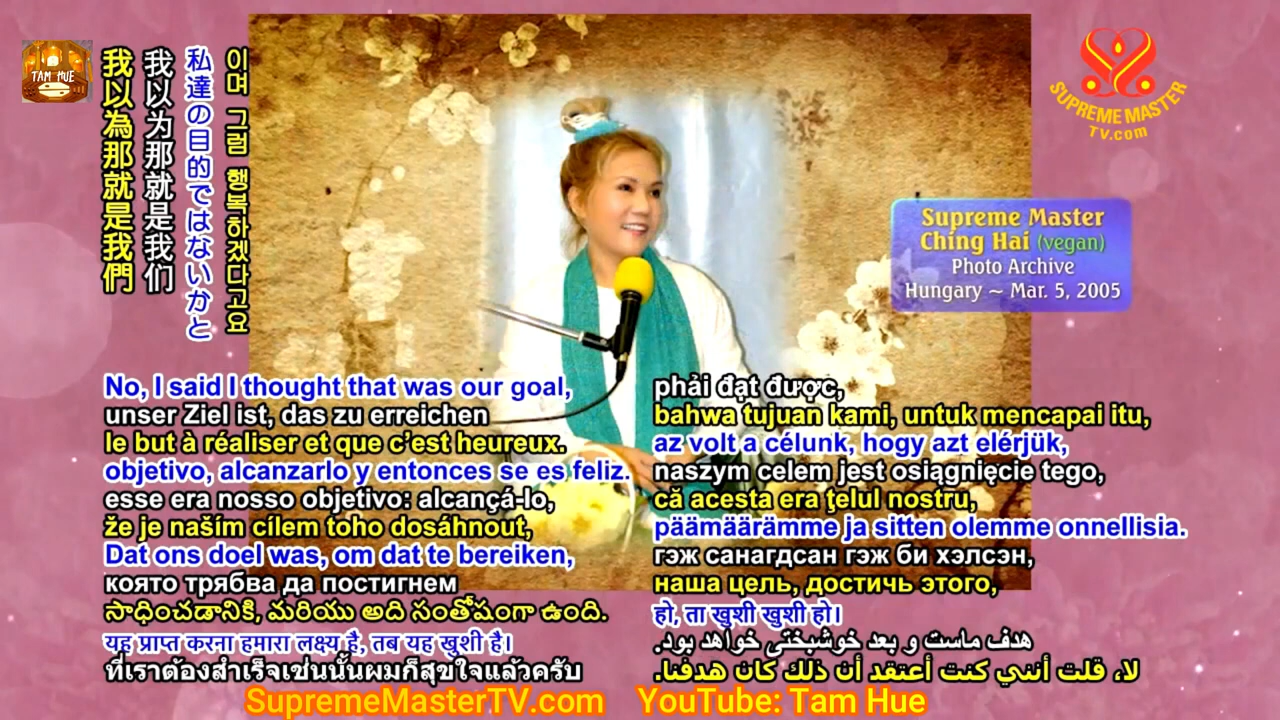 TAM HUE
我以為那就是我們
我以为那就是我们
私達の目的ではないかと
이며 그럼 행복하겠다고요
SUPREME MASTER
TV.com
Supreme Master
Ching Hai (vegan)
Photo Archive
Hungary ~ Mar. 5, 2005
No, I said I thought that was our goal,
unser Ziel ist, das zu erreichen
le but à réaliser et que c’est heureux.
objetivo, alcanzarlo y entonces se es feliz.
esse era nosso objetivo: alcançá-lo,
že je naším cílem toho dosáhnout,
Dat ons doel was, om dat te bereiken,
която трябва да постигнем
సాధించడానికి, మరియు అది సంతోషంగా ఉంది.
यह प्राप्त करना हमारा लक्ष्य है, तब यह खुशी है।
ที่เราต้องสำเร็จเช่นนั้นผมก็สุขใจแล้วครับ
phải đạt được,
bahwa tujuan kami, untuk mencapai itu,
az volt a célunk, hogy azt elérjük,
naszym celem jest osiągnięcie tego,
că acesta era ţelul nostru,
päämäärämme ja sitten olemme onnellisia.
гэж санагдсан гэж би хэлсэн,
наша цель, достичь этого,
हो, ता खुशी खुशी हो।
هدف ماست و بعد خوشبختی خواهد بود.
لا، قلت أنني كنت أعتقد أن ذلك كان هدفنا.
SupremeMasterTV.com YouTube: Tam Hue